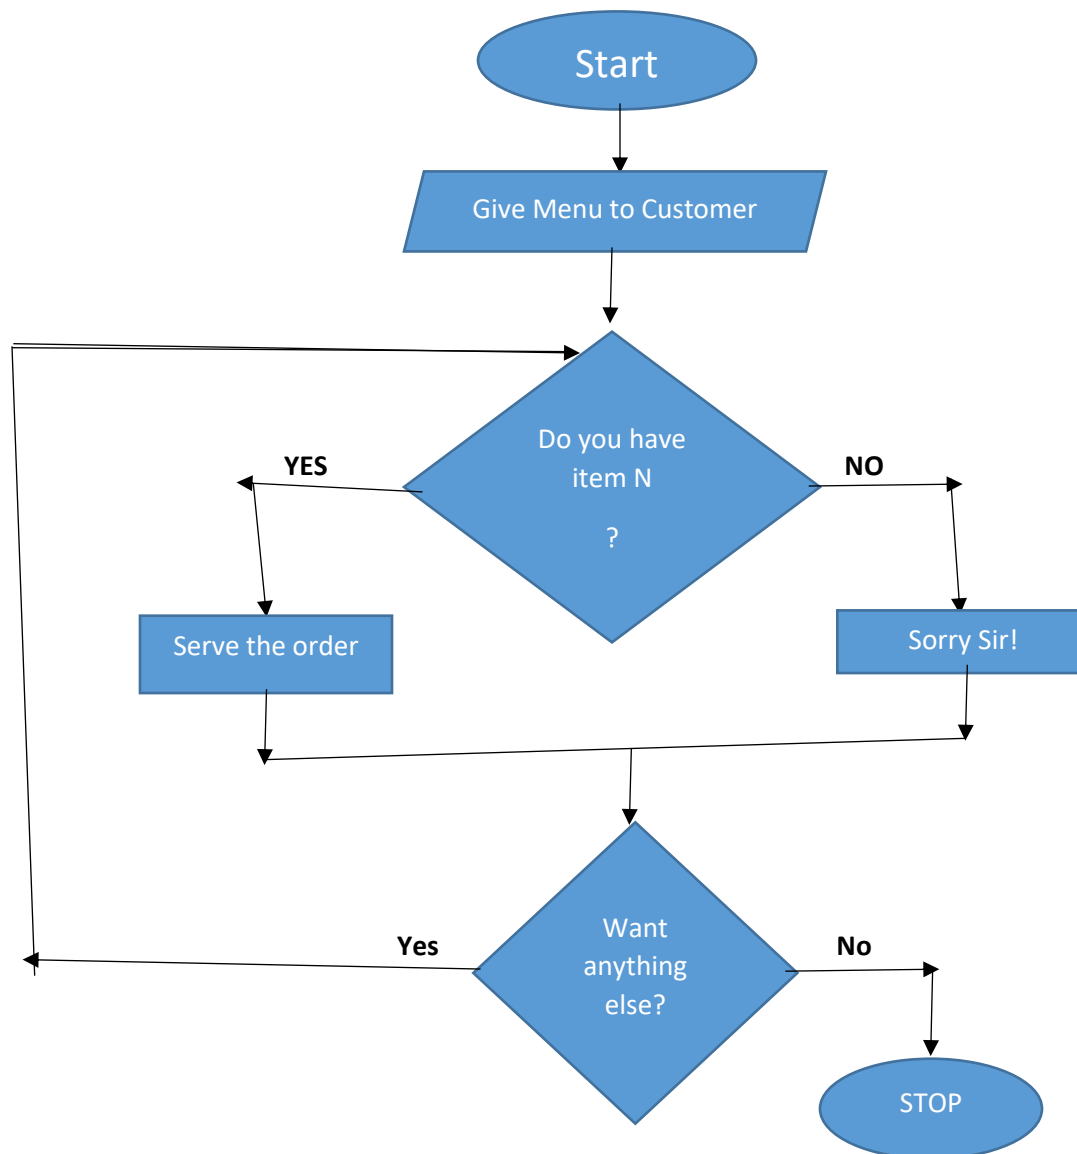 Start
Give Menu to Customer
Do you have
item N
?
YES
NO
Serve the order
Sorry Sir!
Want
anything
else?
Yes
No
STOP